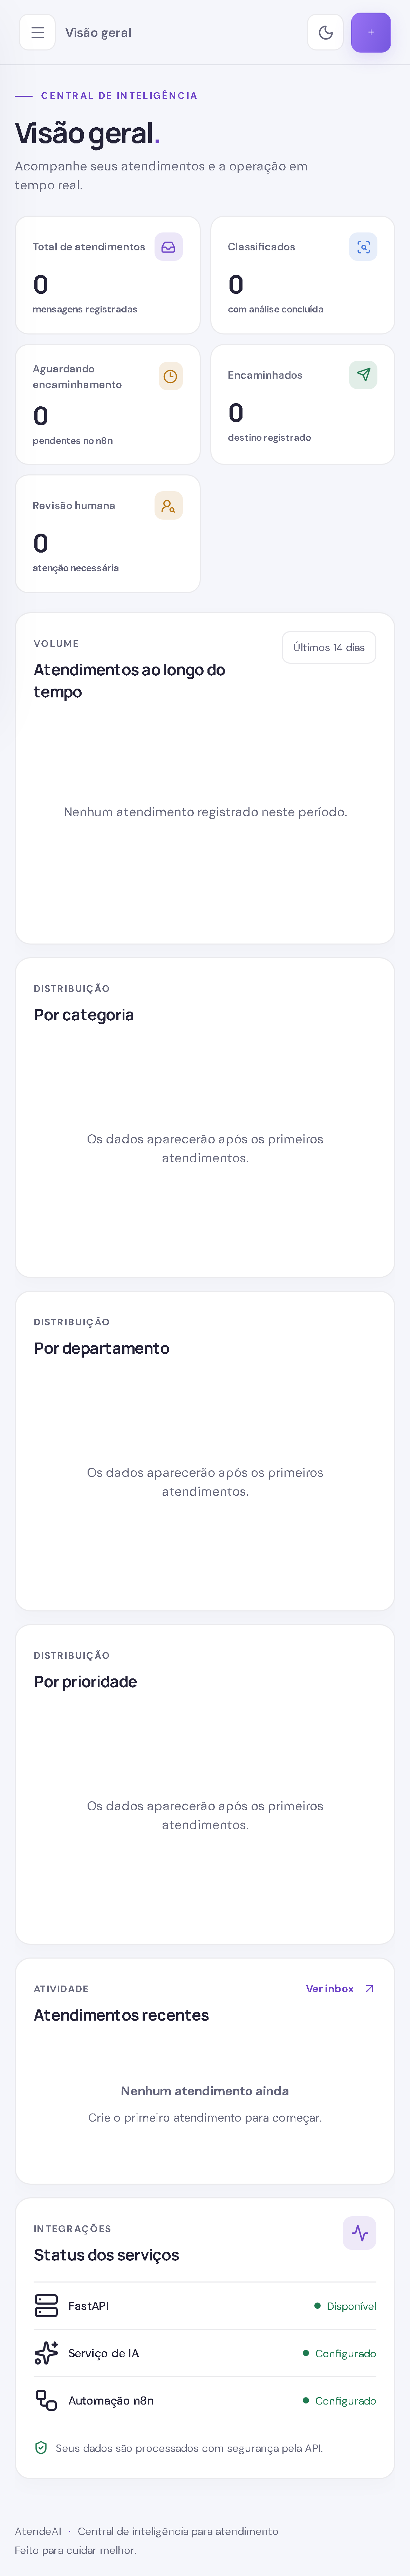 Visão geral
+
CENTRAL DE INTELIGÊNCIA
Visão geral.
Acompanhe seus atendimentos e a operação em
tempo real.
Total de atendimentos
0
mensagens registradas
Classificados
0
com análise concluída
Aguardando
encaminhamento
0
pendentes no n8n
Encaminhados
0
destino registrado
Revisão humana
0
atenção necessária
VOLUME
Atendimentos ao longo do
tempo
Últimos 14 dias
Nenhum atendimento registrado neste período.
DISTRIBUIÇÃO
Por categoria
Os dados aparecerão após os primeiros
atendimentos.
DISTRIBUIÇÃO
Por departamento
Os dados aparecerão após os primeiros
atendimentos.
DISTRIBUIÇÃO
Por prioridade
Os dados aparecerão após os primeiros
atendimentos.
ATIVIDADE
Ver inbox
Atendimentos recentes
Nenhum atendimento ainda
Crie o primeiro atendimento para começar.
INTEGRAÇÕES
Status dos serviços
FastAPI
Disponível
Serviço de IA
Configurado
Automação n8n
Configurado
Seus dados são processados com segurança pela API.
AtendeAI · Central de inteligência para atendimento
Feito para cuidar melhor.